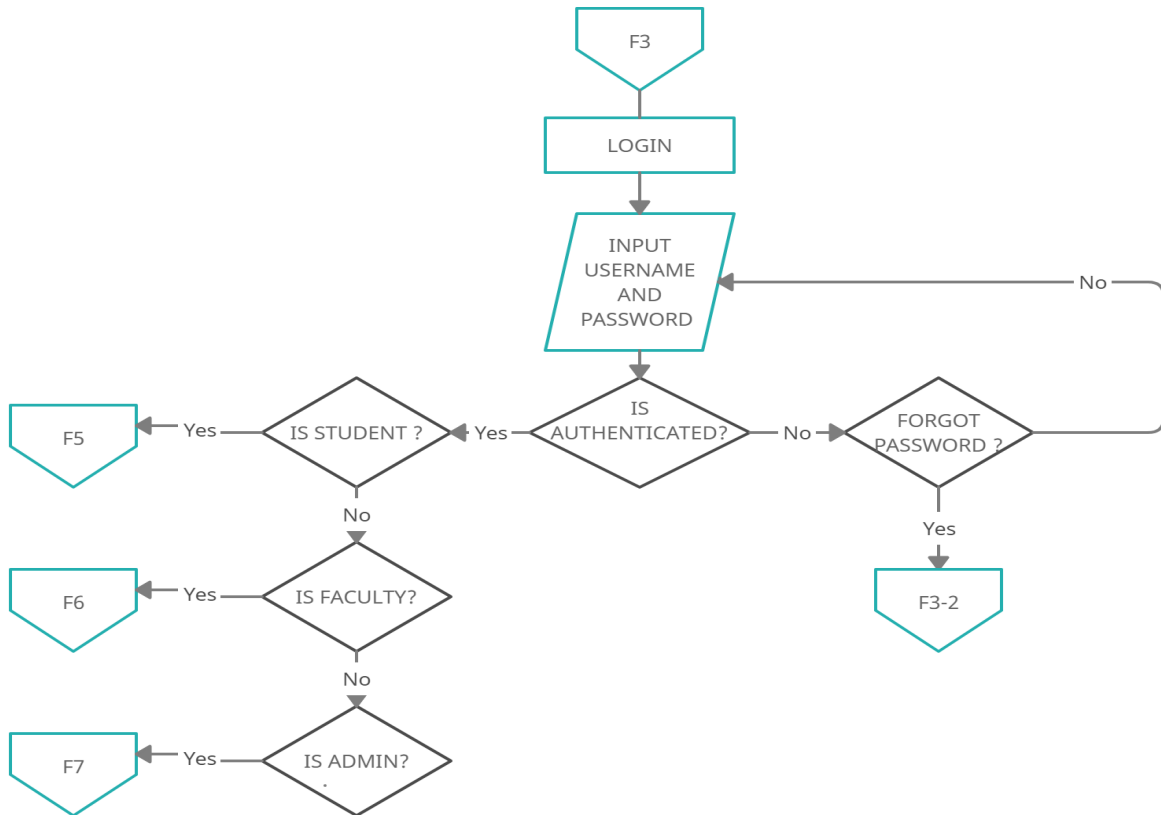 F3
LOGIN
INPUT
USERNAME
AND
PASSWORD
No
IS
AUTHENTICATED?
Yes
No
IS STUDENT ?
Yes
F5
FORGOT
PASSWORD ?
No
Yes
IS FACULTY?
Yes
F6
F3-2
No
IS ADMIN?
.
Yes
F7